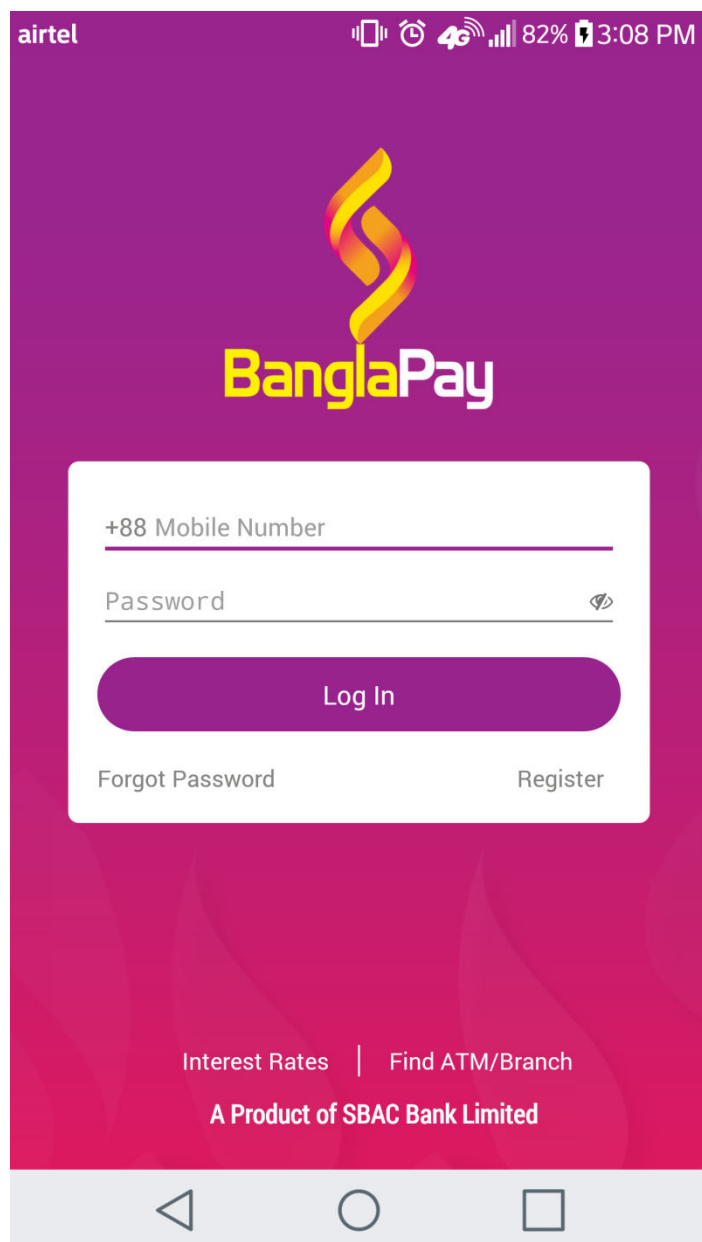 airtel 4G 82% 3:08 PM
BanglaPay
+88 Mobile Number
Password
Log In
Forgot Password Register
Interest Rates | Find ATM/Branch
A Product of SBAC Bank Limited